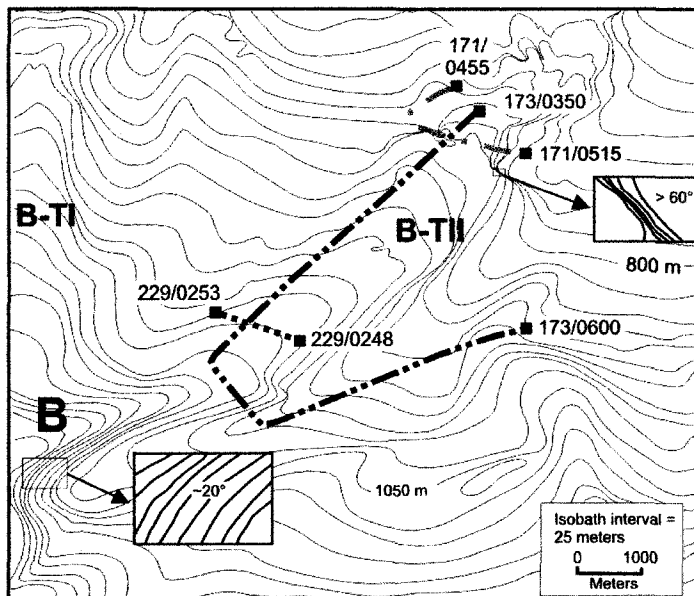 171/
0455
173/0350
171/0515
> 60°
B-TI
B-TII
800 m
229/0253
229/0248
173/0600
B
~20°
1050 m
Isobath interval =
25 meters
0 1000
Meters